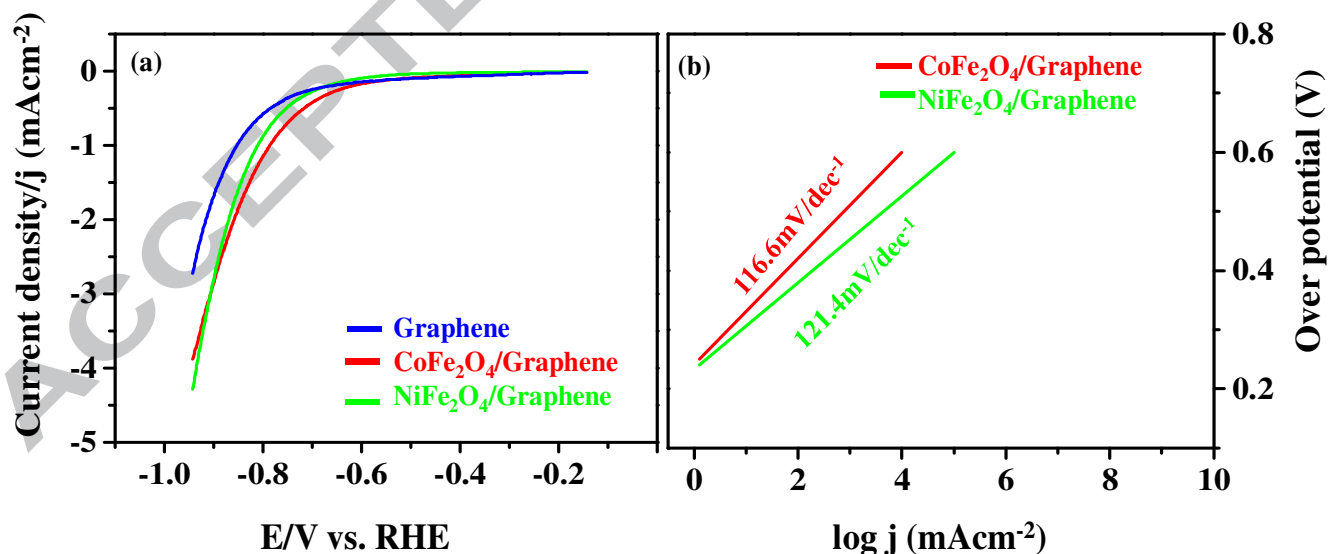 ACCEPTE
(a)
Current density/j (mAcm⁻²)
0
-1
-2
-3
-4
-5
Graphene
CoFe₂O₄/Graphene
NiFe₂O₄/Graphene
-1.0 -0.8 -0.6 -0.4 -0.2
E/V vs. RHE
(b)
CoFe₂O₄/Graphene
NiFe₂O₄/Graphene
116.6mV/dec⁻¹
121.4mV/dec⁻¹
0.8
0.6
0.4
0.2
Over potential (V)
0 2 4 6 8 10
log j (mAcm⁻²)